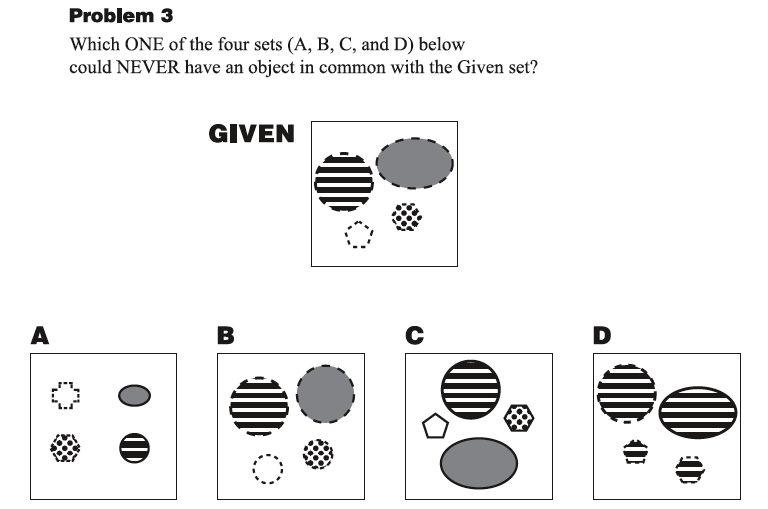 Problem 3
Which ONE of the four sets (A, B, C, and D) below
could NEVER have an object in common with the Given set?
GIVEN
A
B
C
D